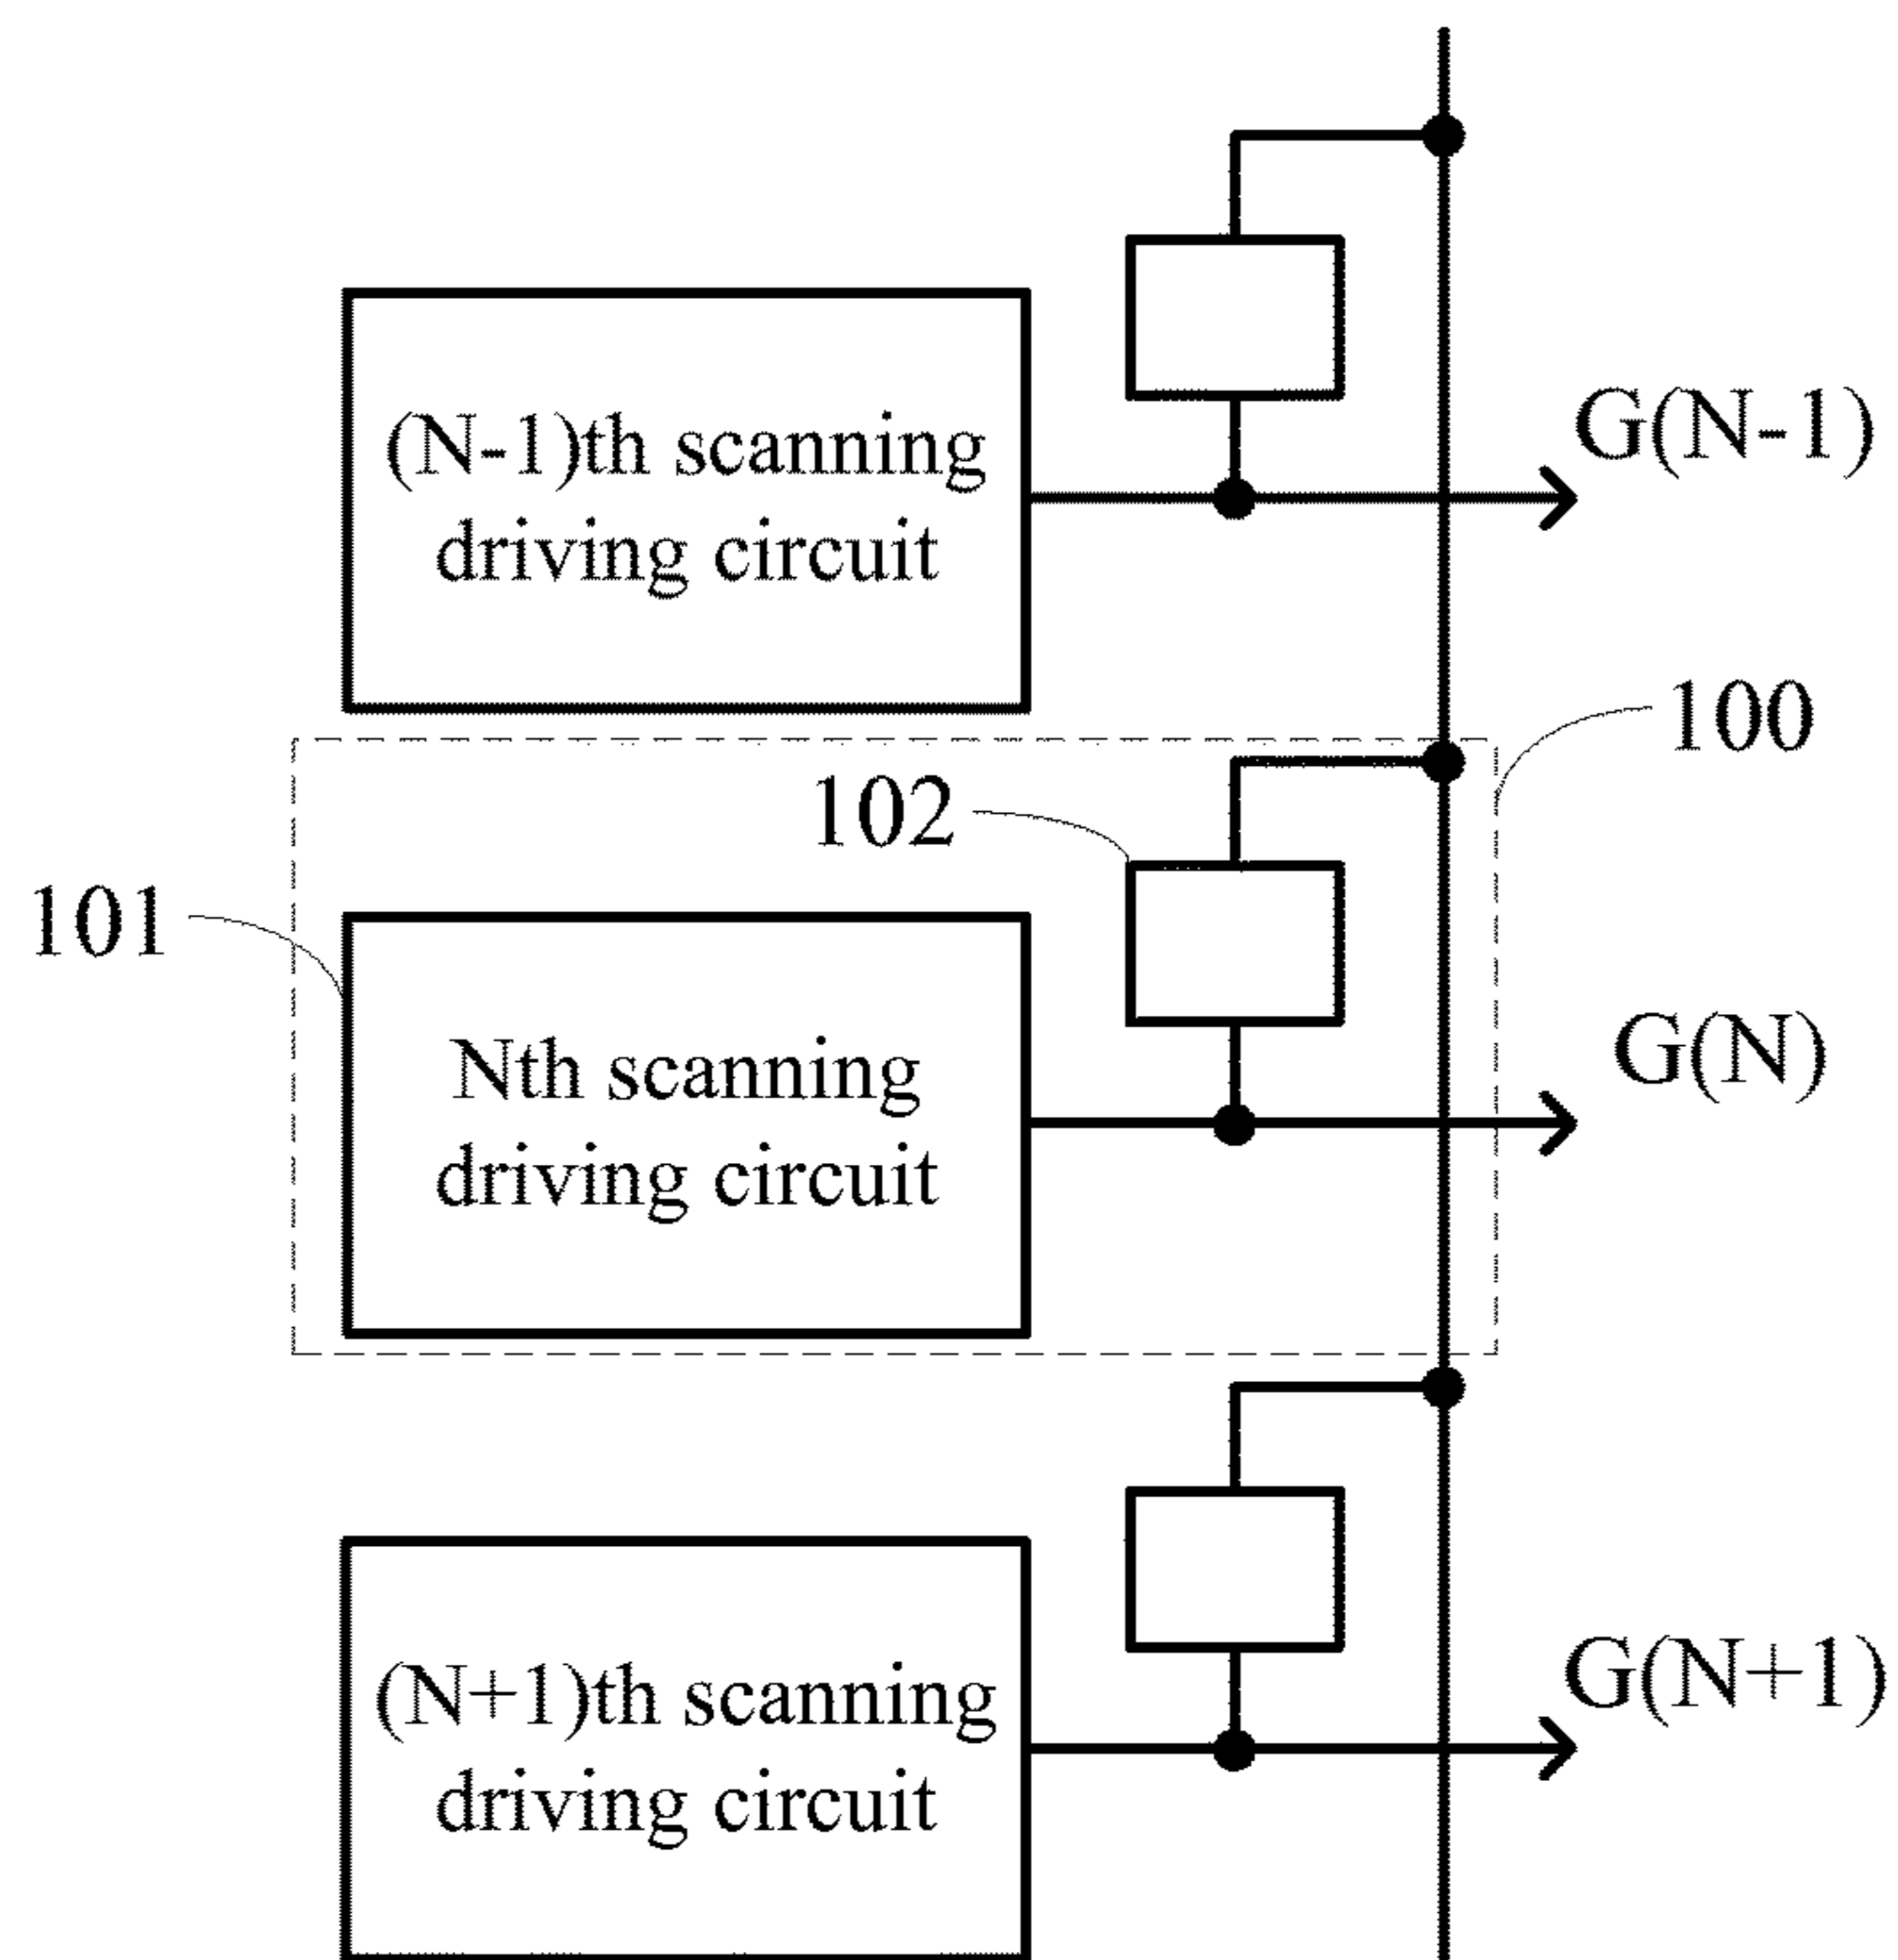 (N-1)th scanning
driving circuit
G(N-1)
100
102
101
Nth scanning
driving circuit
G(N)
(N+1)th scanning
driving circuit
G(N+1)